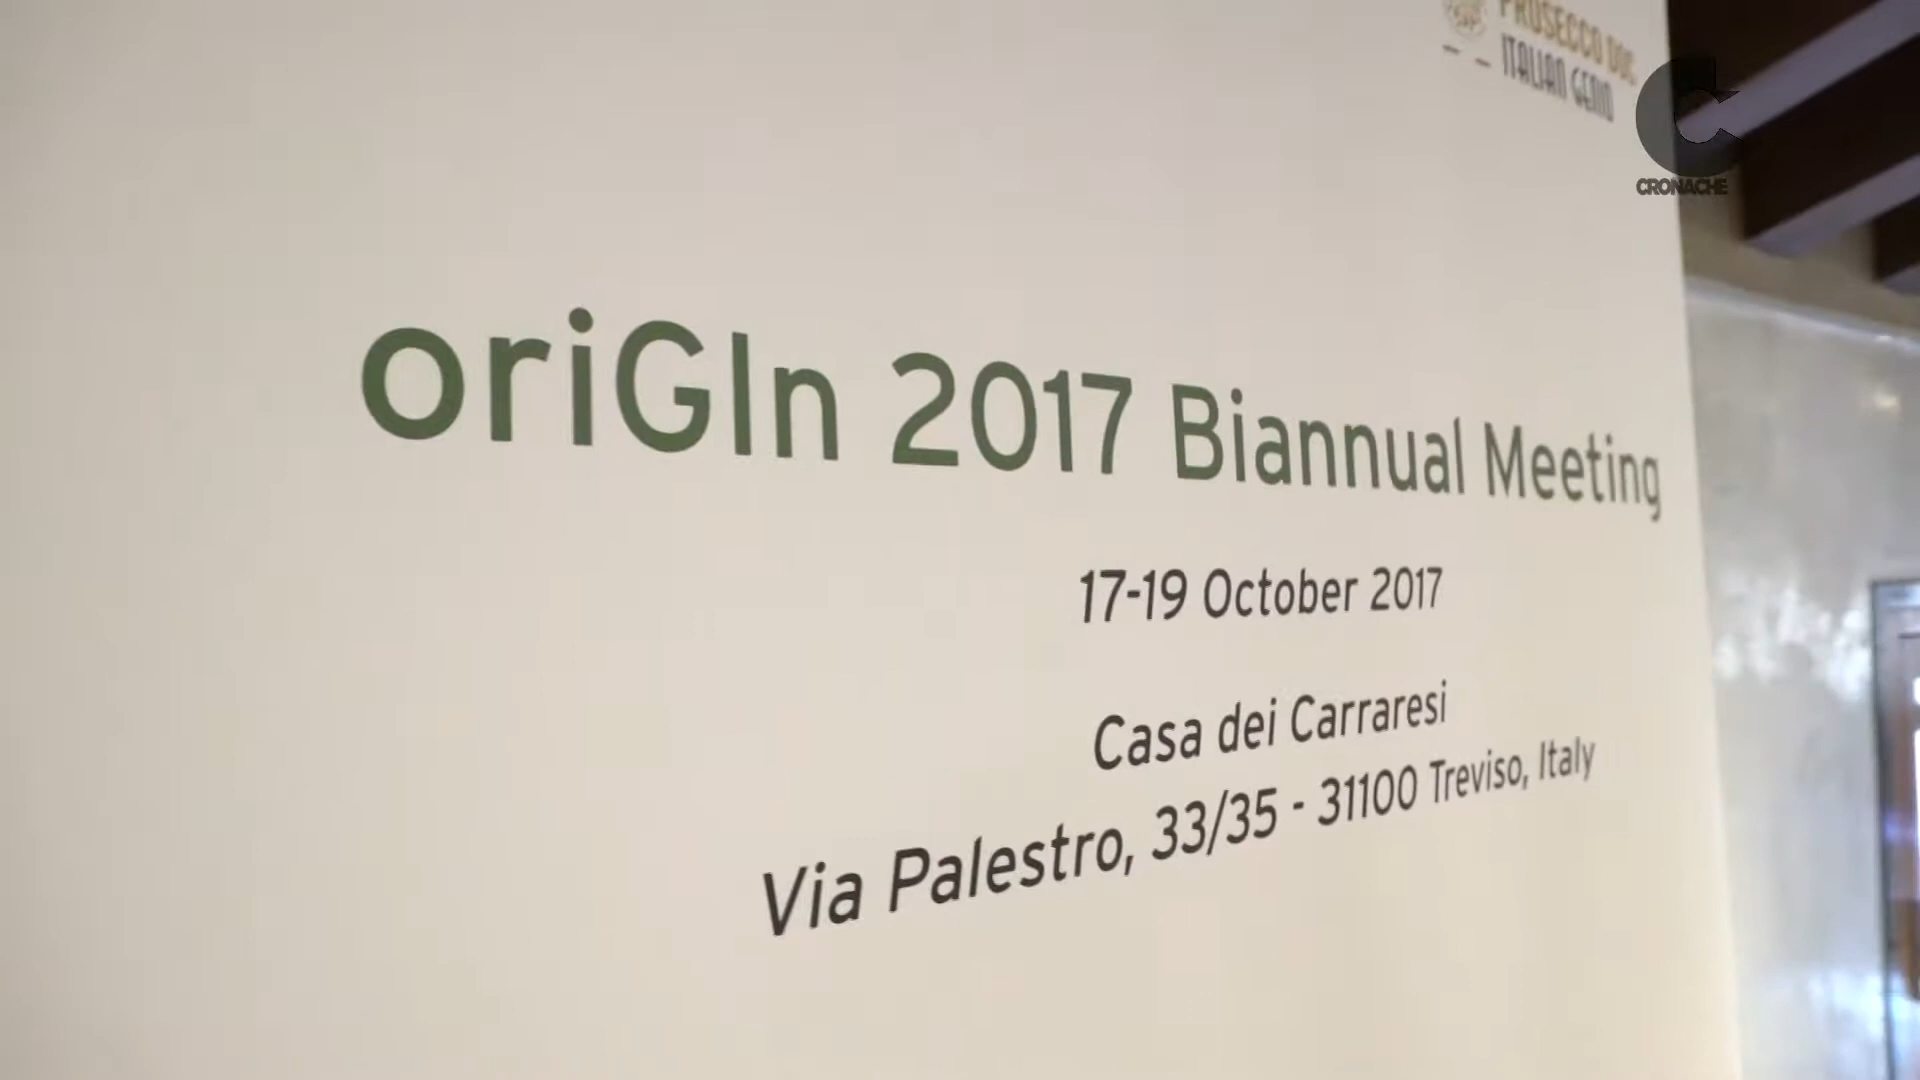 PROSECCO DOC
ITALIAN GENIO
CRONACHE
oriGIn 2017 Biannual Meeting
17-19 October 2017
Casa dei Carraresi
Via Palestro, 33/35 - 31100 Treviso, Italy